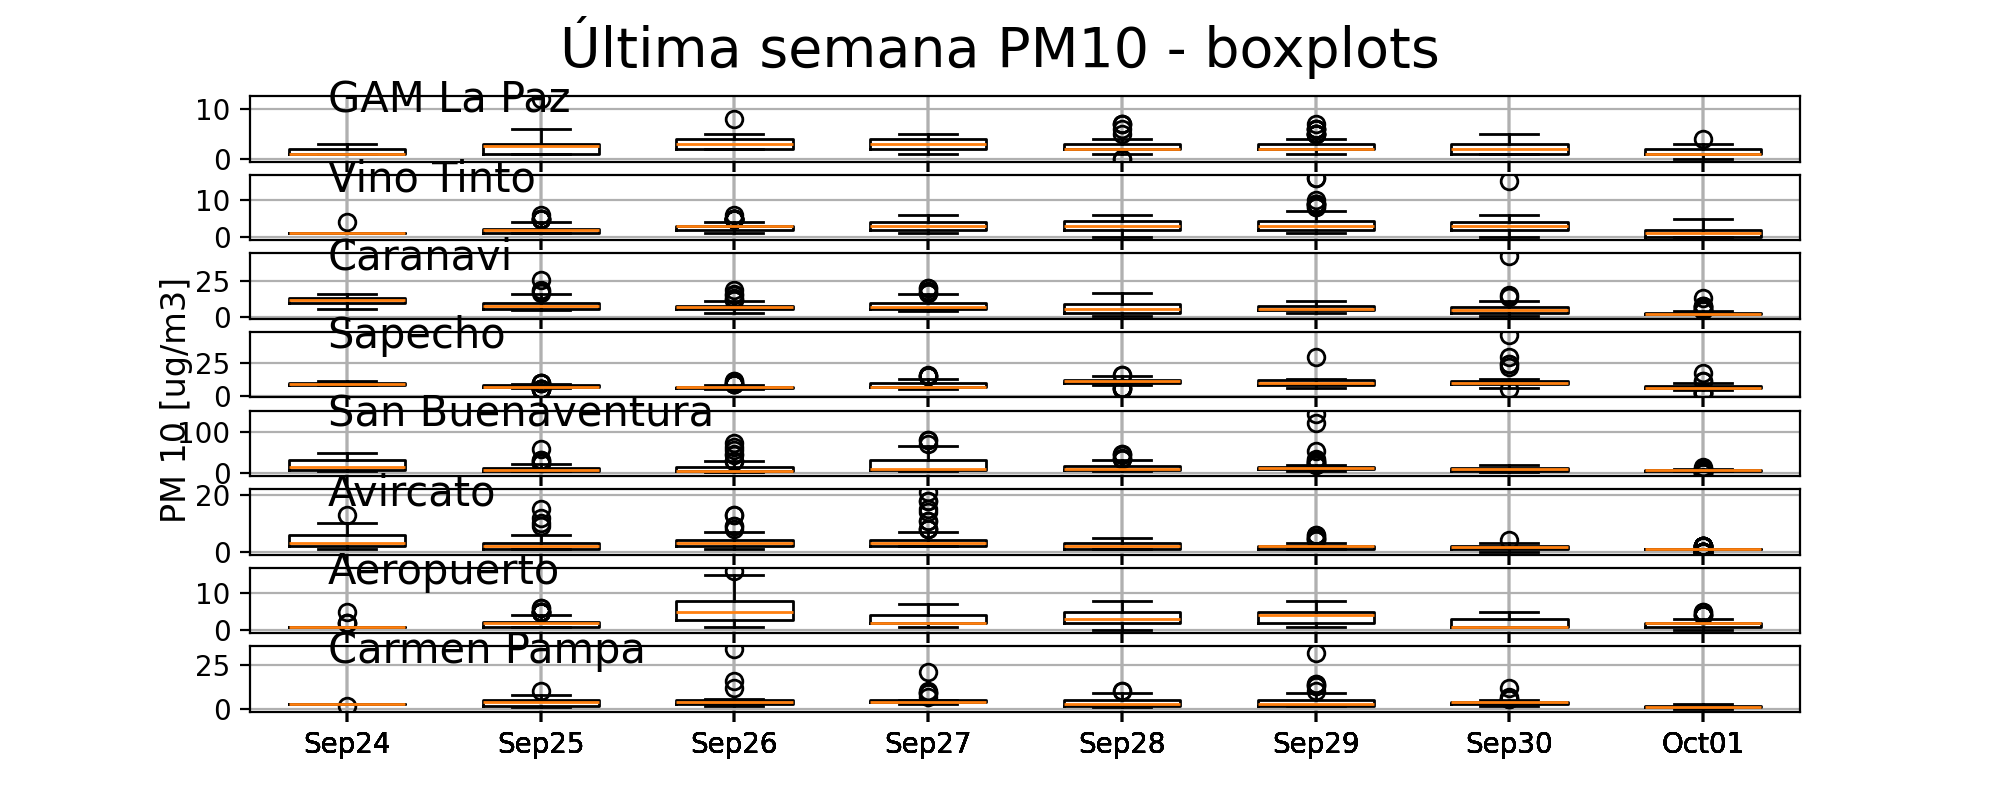 Última semana PM10 - boxplots
GAM La Paz
10
0
Vino Tinto
10
0
Caranavi
25
0
Sapecho
25
0
San Buenaventura
100
0
Avircato
20
0
Aeropuerto
10
0
Carmen Pampa
25
0
PM 10 [ug/m3]
Sep24 Sep25 Sep26 Sep27 Sep28 Sep29 Sep30 Oct01